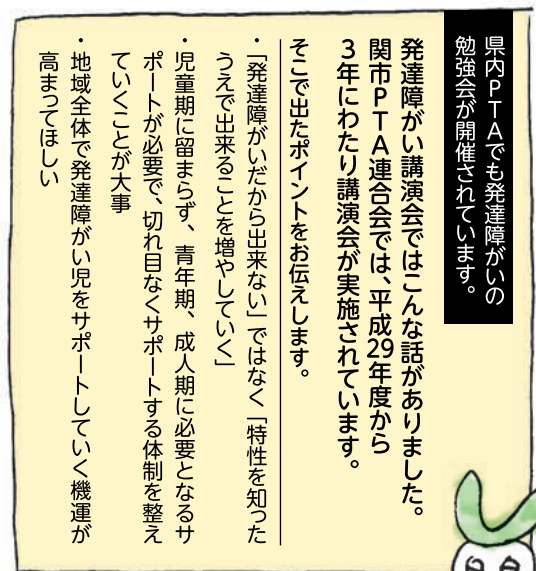 県内PTAでも発達障がいの
勉強会が開催されています。
発達障がい講演会ではこんな話がありました。
関市PTA連合会では、平成29年度から
3年にわたり講演会が実施されています。
そこで出たポイントをお伝えします。
・「発達障がいだから出来ない」ではなく「特性を知った
うえで出来ることを増やしていく」
・児童期に留まらず、青年期、成人期に必要となるサ
ポートが必要で、切れ目なくサポートする体制を整え
ていくことが大事
・地域全体で発達障がい児をサポートしていく機運が
高まってほしい